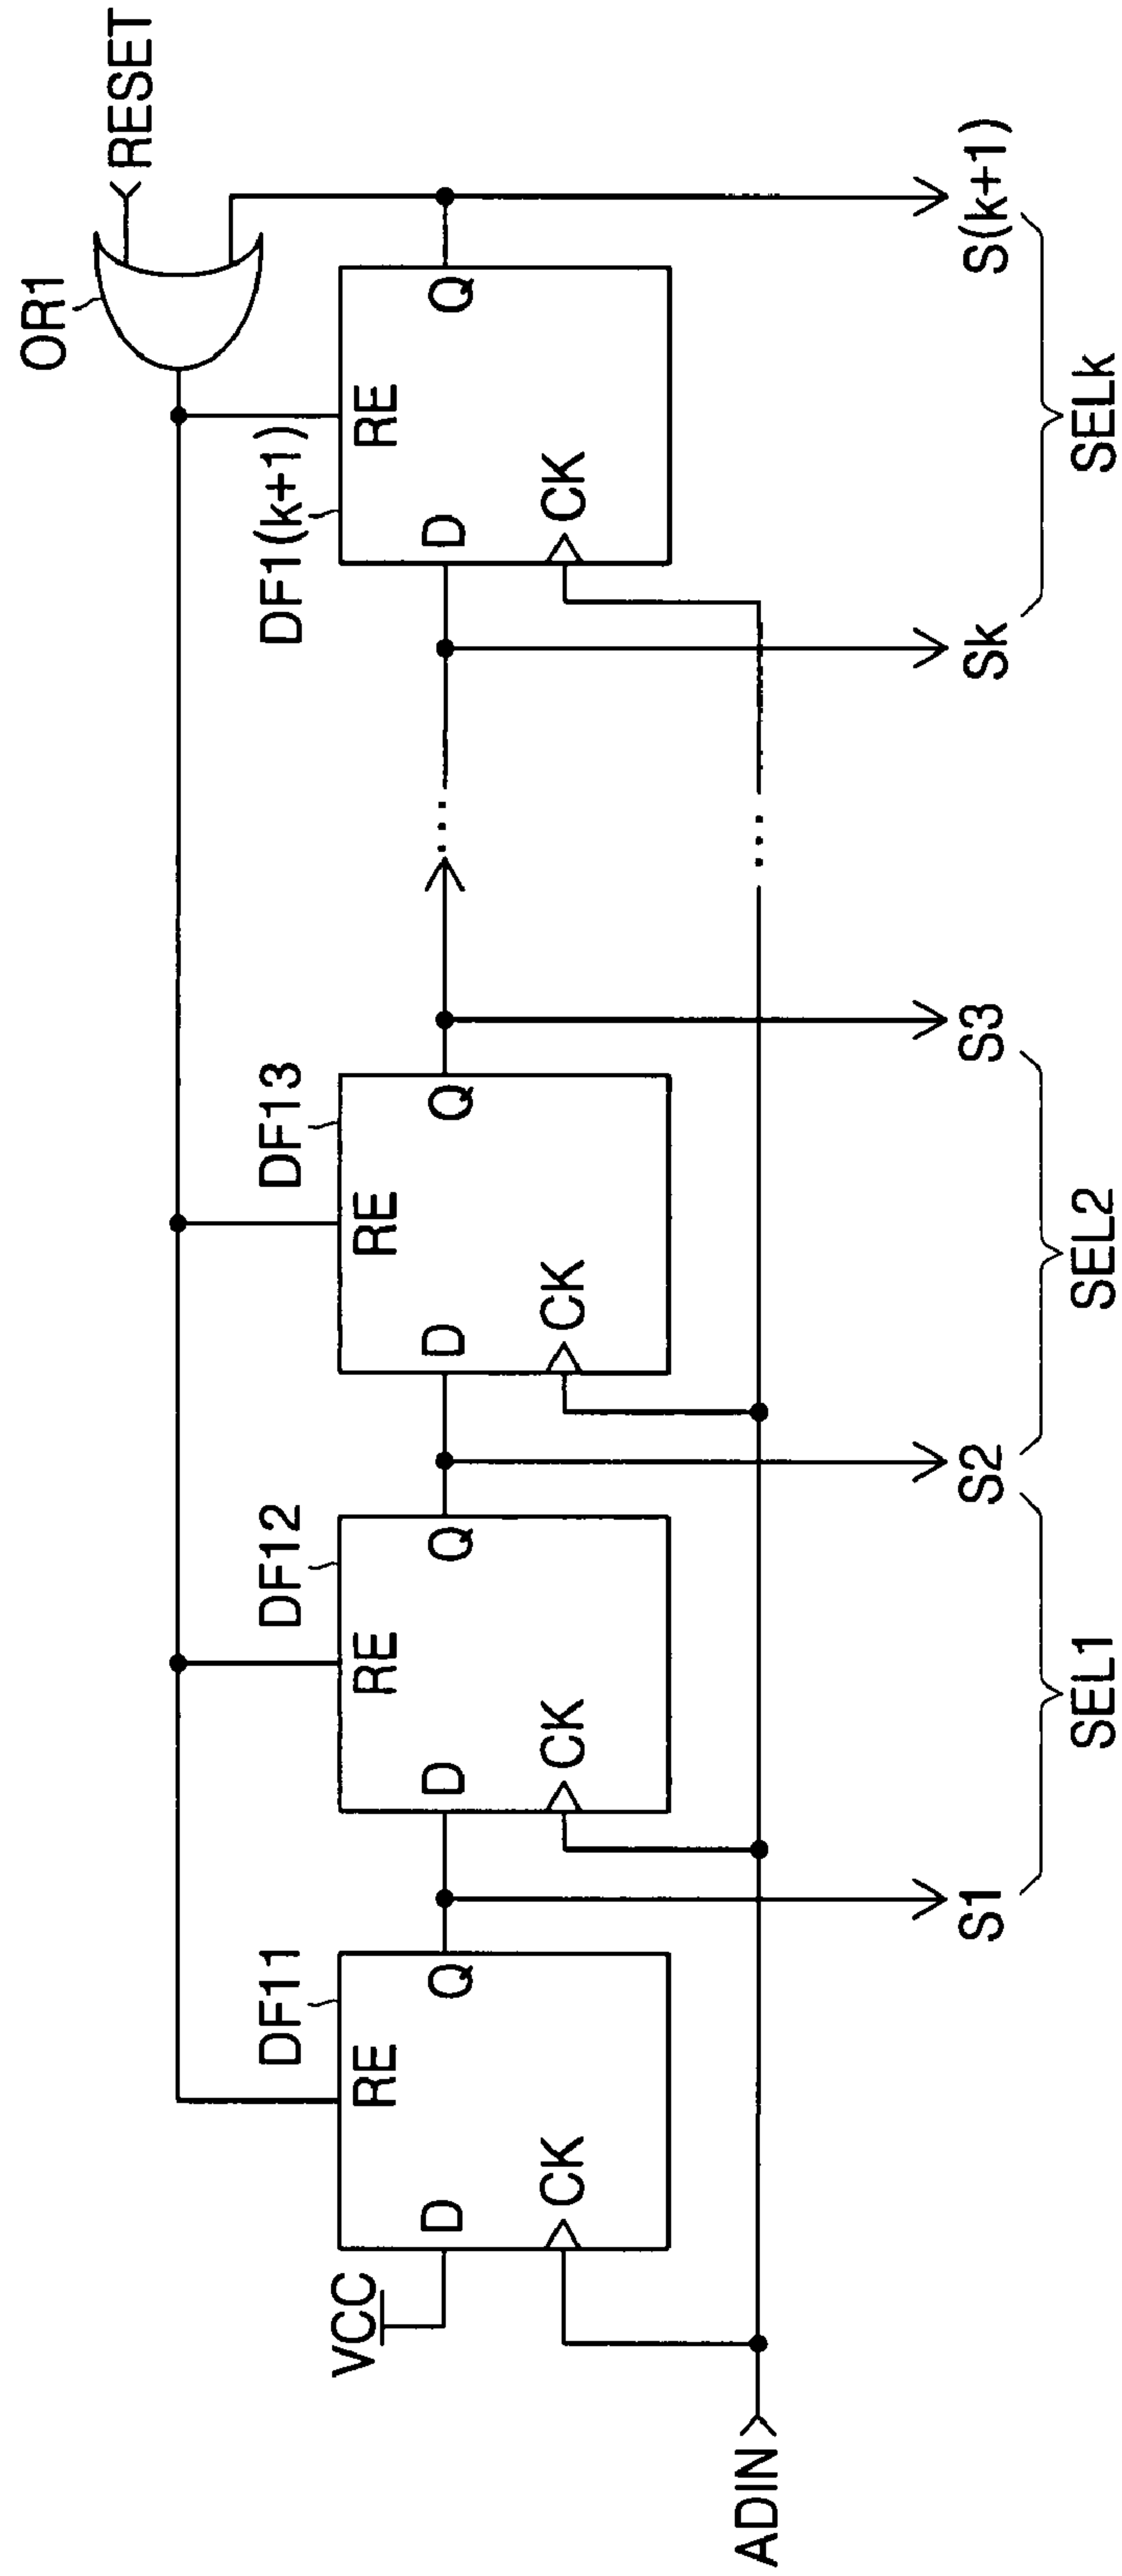 OR1
RESET
DF11
DF12
DF13
DF1(k+1)
VCC
D
RE
Q
CK
D
RE
Q
CK
D
RE
Q
CK
D
RE
Q
CK
ADIN
S1
S2
S3
Sk
S(k+1)
SEL1
SEL2
SELk